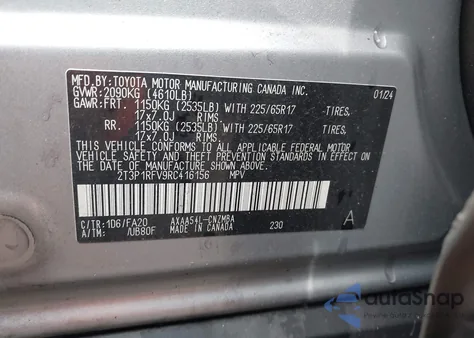 MFD.BY:TOYOTA MOTOR MANUFACTURING CANADA INC.
GVWR:2090KG (4610LB) 01/24
GAWR:FRT. 1150KG (2535LB) WITH 225/65R17 TIRES,
17x7.0J
RR. 1150KG (2535LB) WITH 225/65R17 TIRES,
17x7.0J
THIS VEHICLE CONFORMS TO ALL APPLICABLE FEDERAL MOTOR
VEHICLE SAFETY AND THEFT PREVENTION STANDARDS IN EFFECT ON
THE DATE OF MANUFACTURE SHOWN ABOVE.
2T3P1RFV9RC416156 MPV
C/TR:1D6/FA20 AXAA54L-CNZMBA
A/TM: /UB80F MADE IN CANADA 230 A
autoSnap